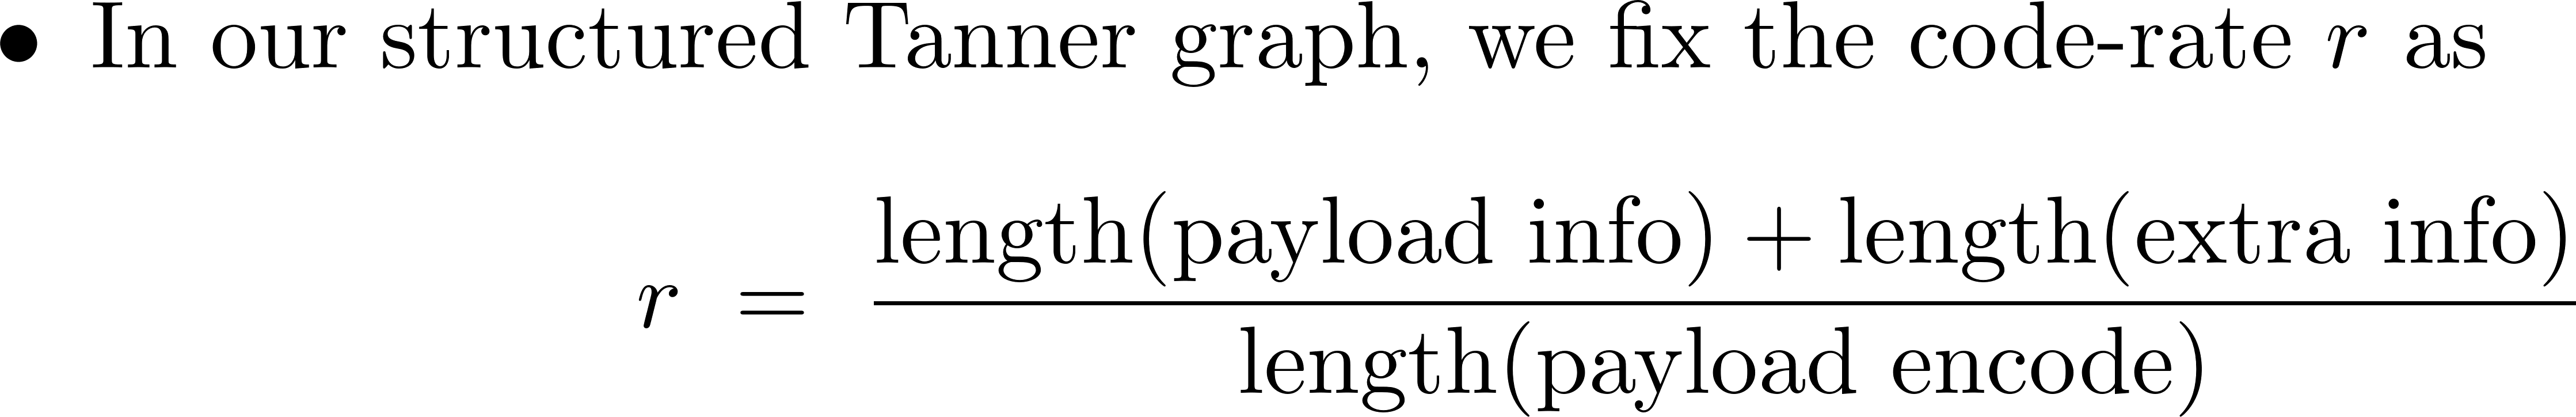 • In our structured Tanner graph, we fix the code-rate r as
r = \frac{length(payload info) + length(extra info)}{length(payload encode)}